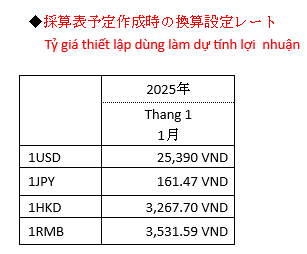 ◆採算表予定作成時の換算設定レート
Tỷ giá thiết lập dùng làm dự tính lợi nhuận
2025年
Thang 1
1月
1USD 25,390 VND
1JPY 161.47 VND
1HKD 3,267.70 VND
1RMB 3,531.59 VND